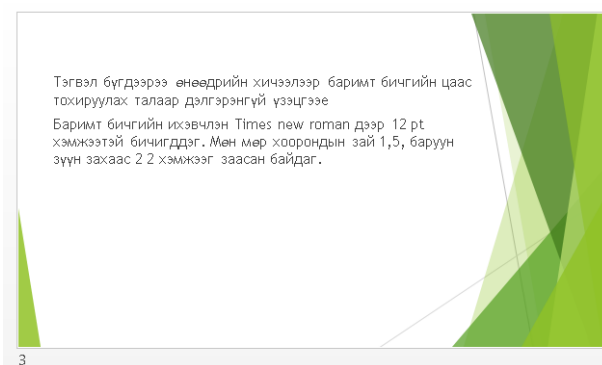 Тэгвэл бүгдээрээ өнөөдрийн хичээлээр баримт бичгийн цаас
тохируулах талаар дэлгэрэнгүй үзэцгээе
Баримт бичгийн ихэвчлэн Times new roman дээр 12 pt
хэмжээтэй бичигддэг. Мөн мөр хоорондын зай 1,5, баруун
зүүн захаас 2 2 хэмжээг заасан байдаг.
3